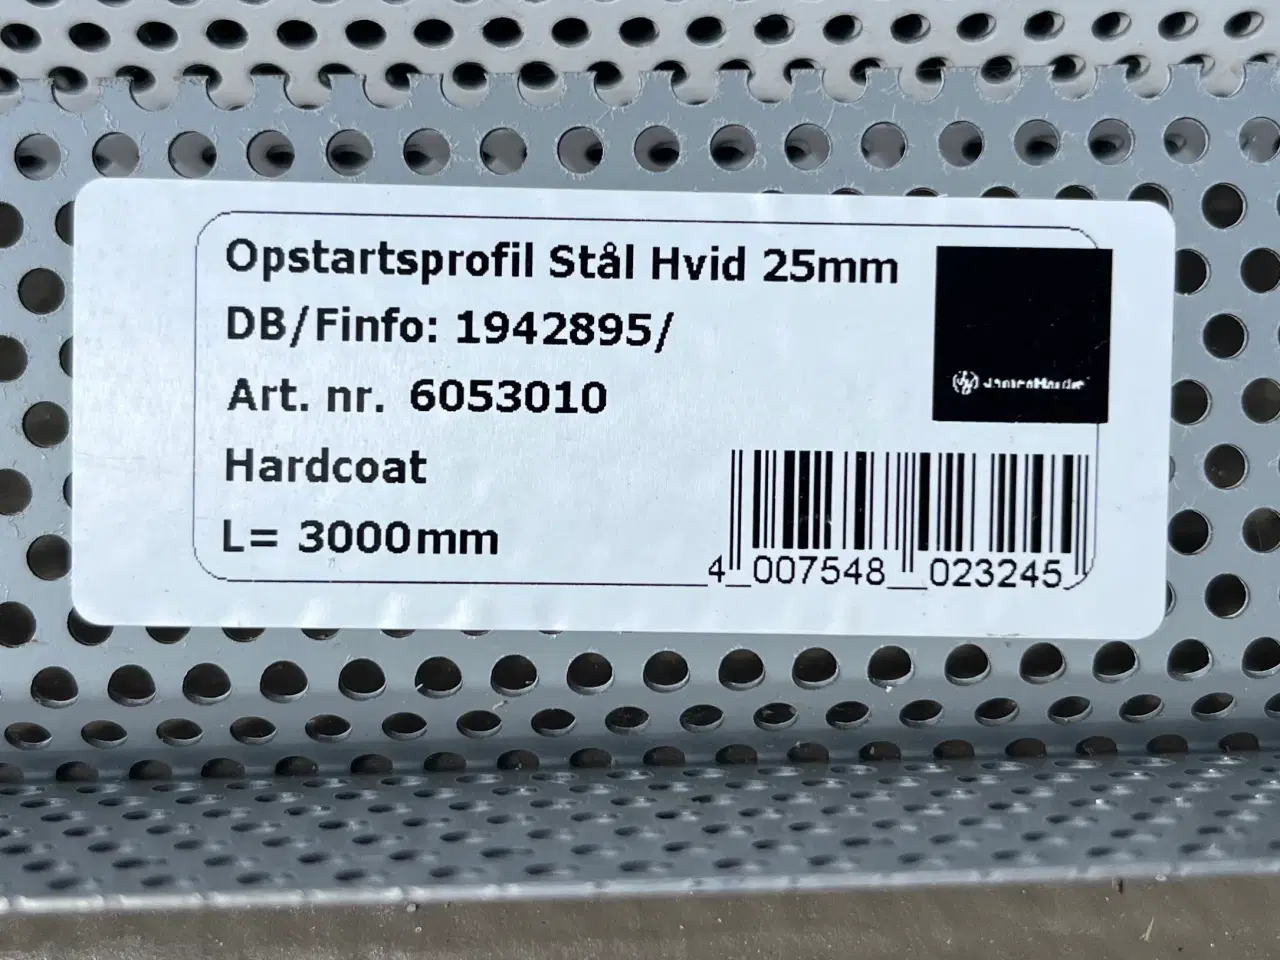 Opstartsprofil Stål Hvid 25mm
DB/Finfo: 1942895/
Art. nr. 6053010
Hardcoat
L= 3000mm
4 007548 023245